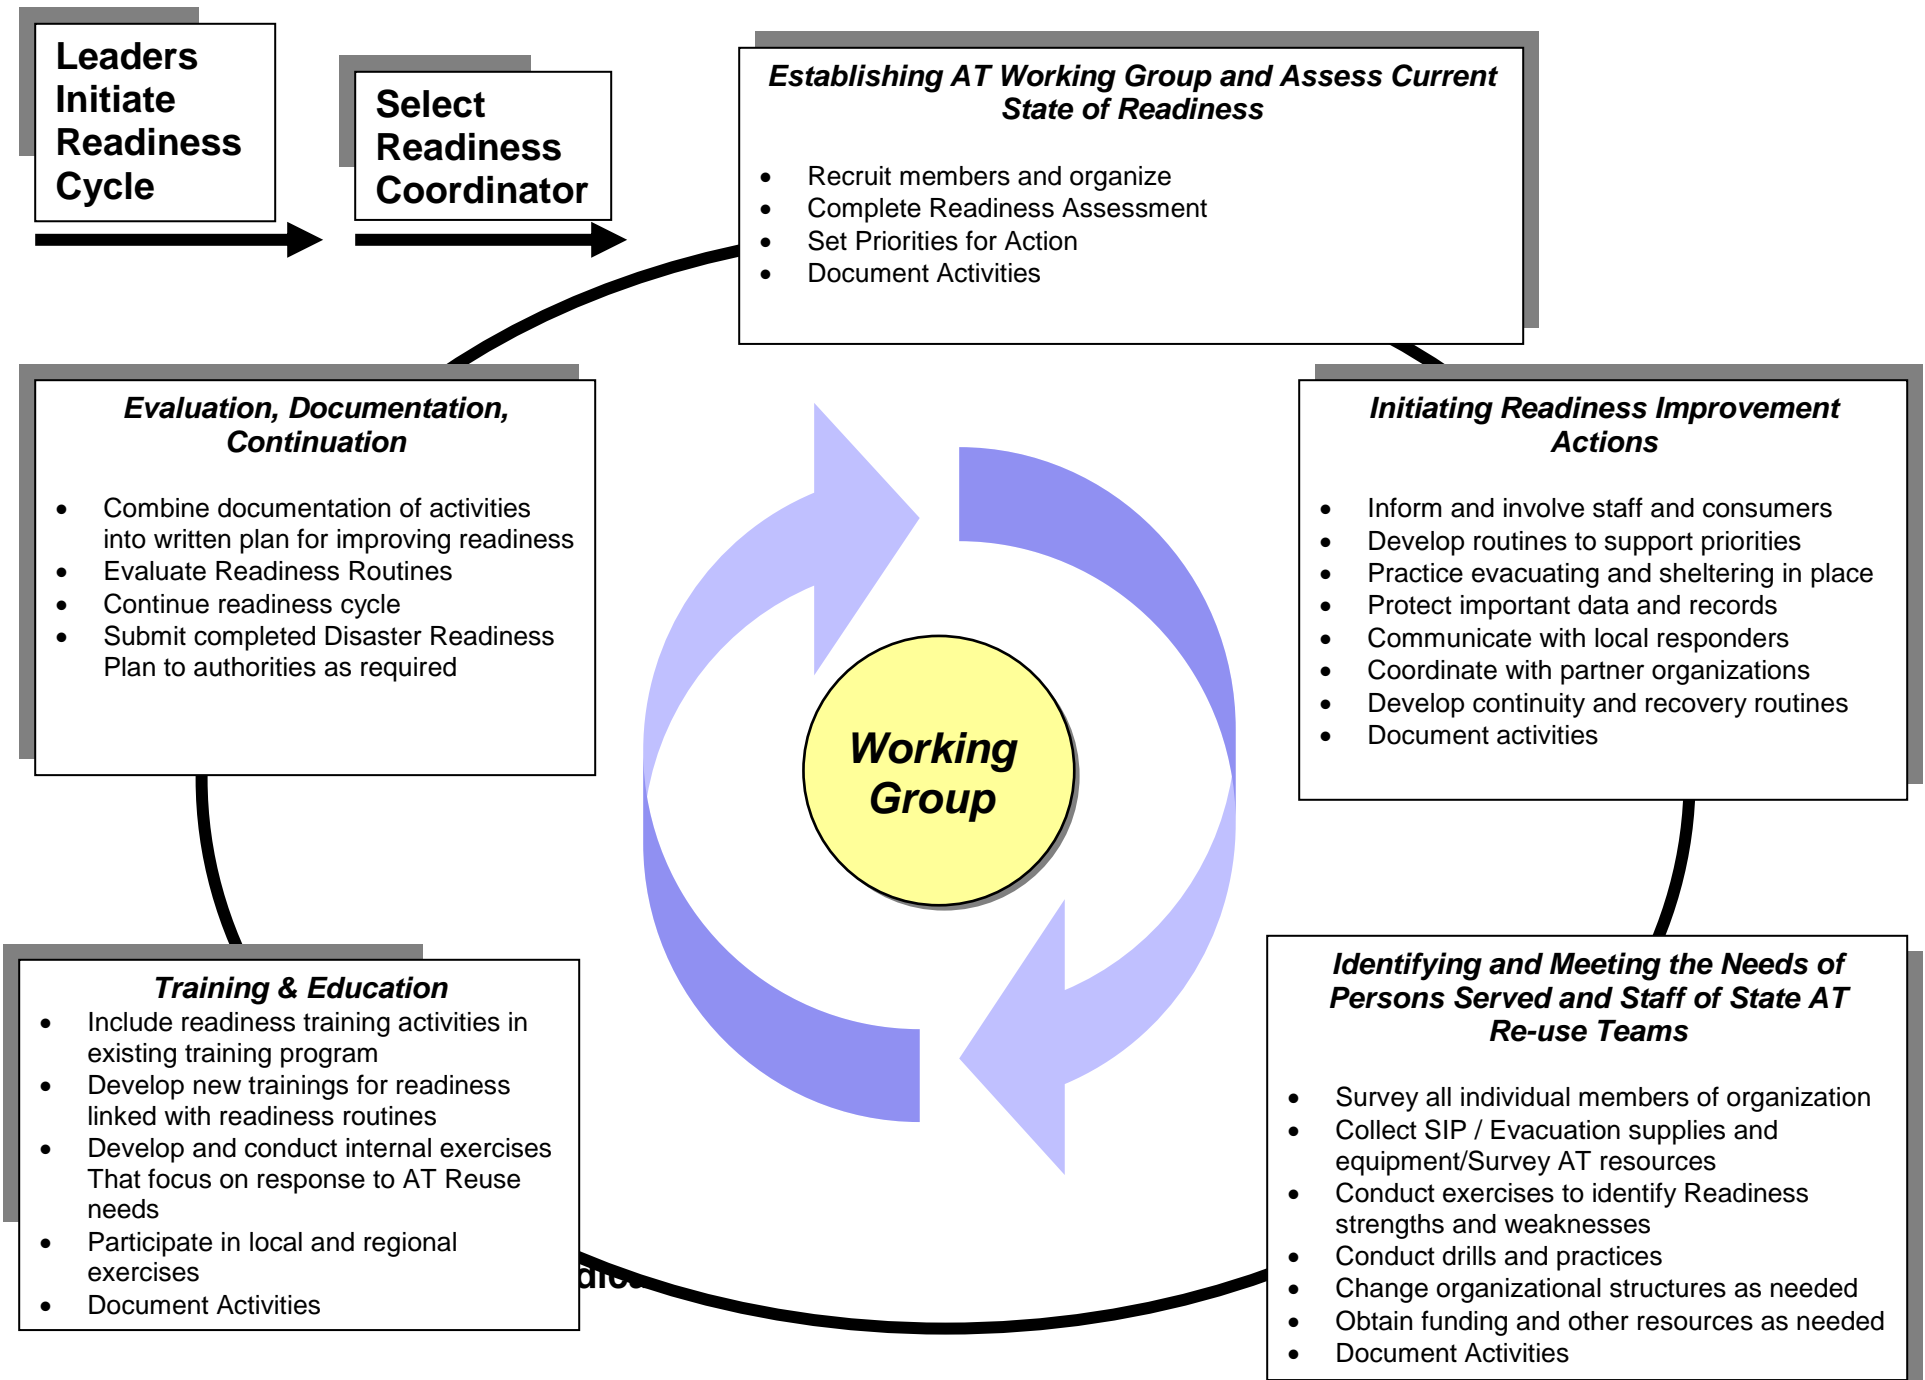 Leaders
Initiate
Readiness
Cycle
Select
Readiness
Coordinator
Establishing AT Working Group and Assess Current
State of Readiness
• Recruit members and organize
• Complete Readiness Assessment
• Set Priorities for Action
• Document Activities
Evaluation, Documentation,
Continuation
• Combine documentation of activities
into written plan for improving readiness
• Evaluate Readiness Routines
• Continue readiness cycle
• Submit completed Disaster Readiness
Plan to authorities as required
Initiating Readiness Improvement
Actions
• Inform and involve staff and consumers
• Develop routines to support priorities
• Practice evacuating and sheltering in place
• Protect important data and records
• Communicate with local responders
• Coordinate with partner organizations
• Develop continuity and recovery routines
• Document activities
Working
Group
Training & Education
• Include readiness training activities in
existing training program
• Develop new trainings for readiness
linked with readiness routines
• Develop and conduct internal exercises
That focus on response to AT Reuse
needs
• Participate in local and regional
exercises
• Document Activities
Identifying and Meeting the Needs of
Persons Served and Staff of State AT
Re-use Teams
• Survey all individual members of organization
• Collect SIP / Evacuation supplies and
equipment/Survey AT resources
• Conduct exercises to identify Readiness
strengths and weaknesses
• Conduct drills and practices
• Change organizational structures as needed
• Obtain funding and other resources as needed
• Document Activities